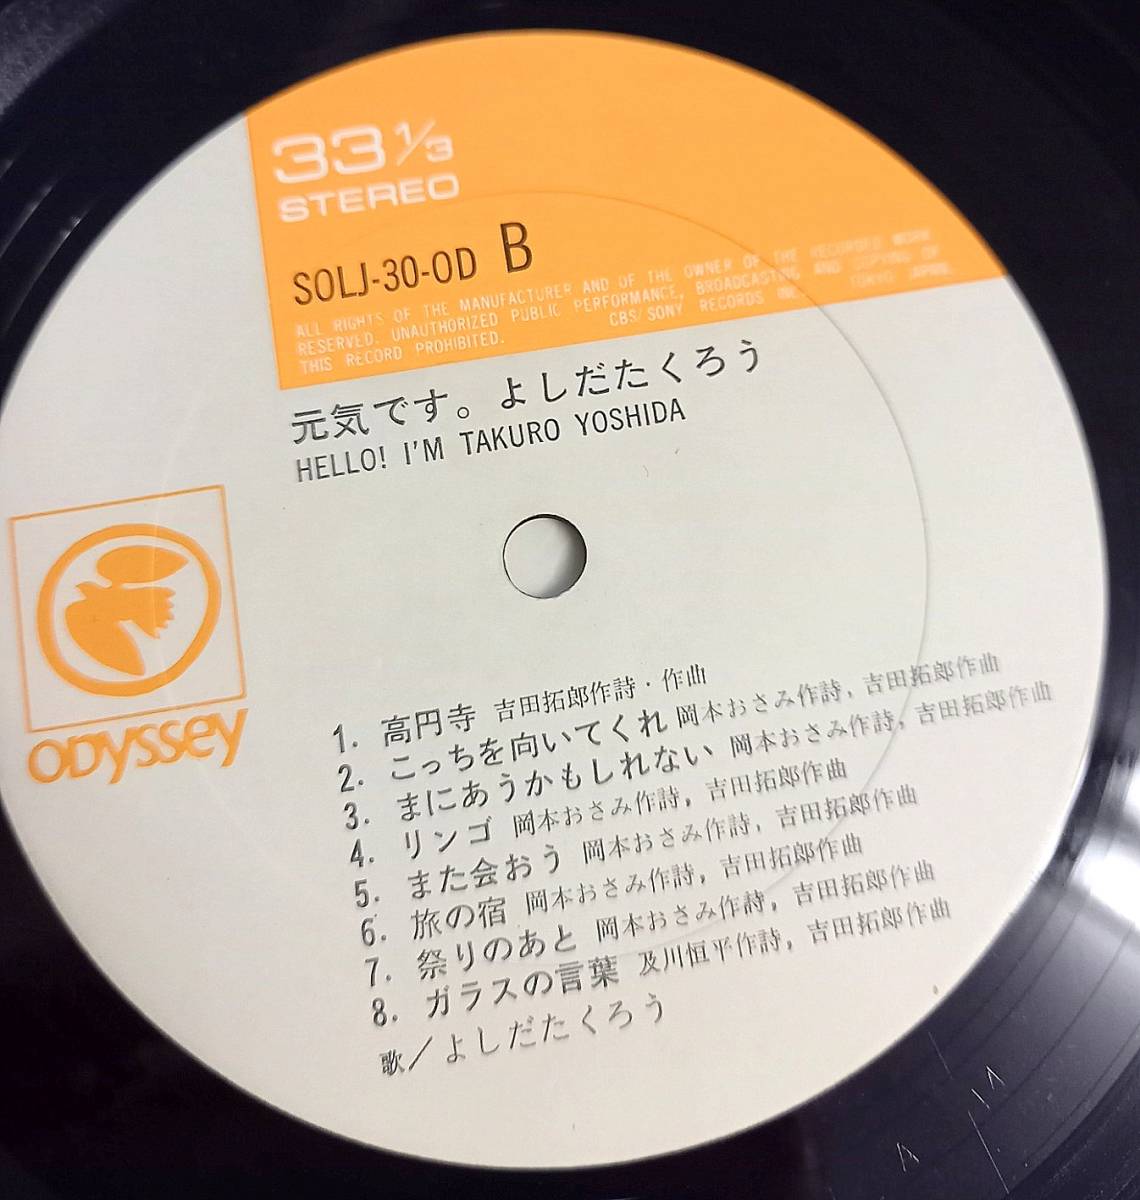 33 1/3
STEREO
SOLJ-30-OD B
ALL RIGHTS OF THE MANUFACTURER AND OF THE OWNER OF THE RECORDED WORK
RESERVED. UNAUTHORIZED PUBLIC PERFORMANCE, BROADCASTING AND COPYING OF
THIS RECORD PROHIBITED. CBS/SONY RECORDS INC. TOKYO JAPAN.
元気です。よしだたくろう
HELLO! I'M TAKURO YOSHIDA
ODYSSEY
1. 高円寺 吉田拓郎作詩・作曲
2. こっちを向いてくれ 岡本おさみ作詩, 吉田拓郎作曲
3. まにあうかもしれない 岡本おさみ作詩, 吉田拓郎作曲
4. リンゴ 岡本おさみ作詩, 吉田拓郎作曲
5. また会おう 岡本おさみ作詩, 吉田拓郎作曲
6. 旅の宿 岡本おさみ作詩, 吉田拓郎作曲
7. 祭りのあと 岡本おさみ作詩, 吉田拓郎作曲
8. ガラスの言葉 及川恒平作詩, 吉田拓郎作曲
歌/よしだたくろう